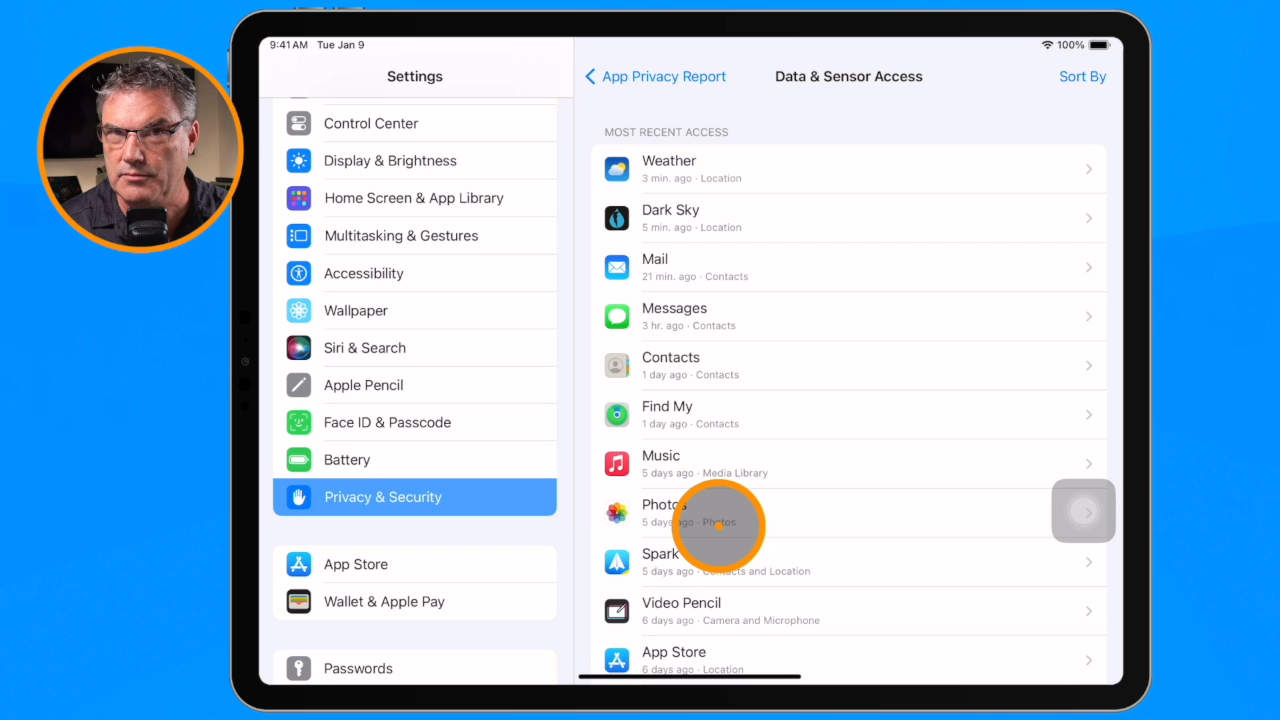 9:41 AM Tue Jan 9
100%
Settings
Control Center
Display & Brightness
Home Screen & App Library
Multitasking & Gestures
Accessibility
Wallpaper
Siri & Search
Apple Pencil
Face ID & Passcode
Battery
Privacy & Security
App Store
Wallet & Apple Pay
Passwords
App Privacy Report
Data & Sensor Access
Sort By
MOST RECENT ACCESS
Weather
3 min. ago · Location
Dark Sky
5 min. ago · Location
Mail
21 min. ago · Contacts
Messages
3 hr. ago · Contacts
Contacts
1 day ago · Contacts
Find My
1 day ago · Contacts
Music
5 days ago · Media Library
Photos
5 days ago · Photos
Spark
5 days ago · Contacts and Location
Video Pencil
6 days ago · Camera and Microphone
App Store
6 days ago · Location